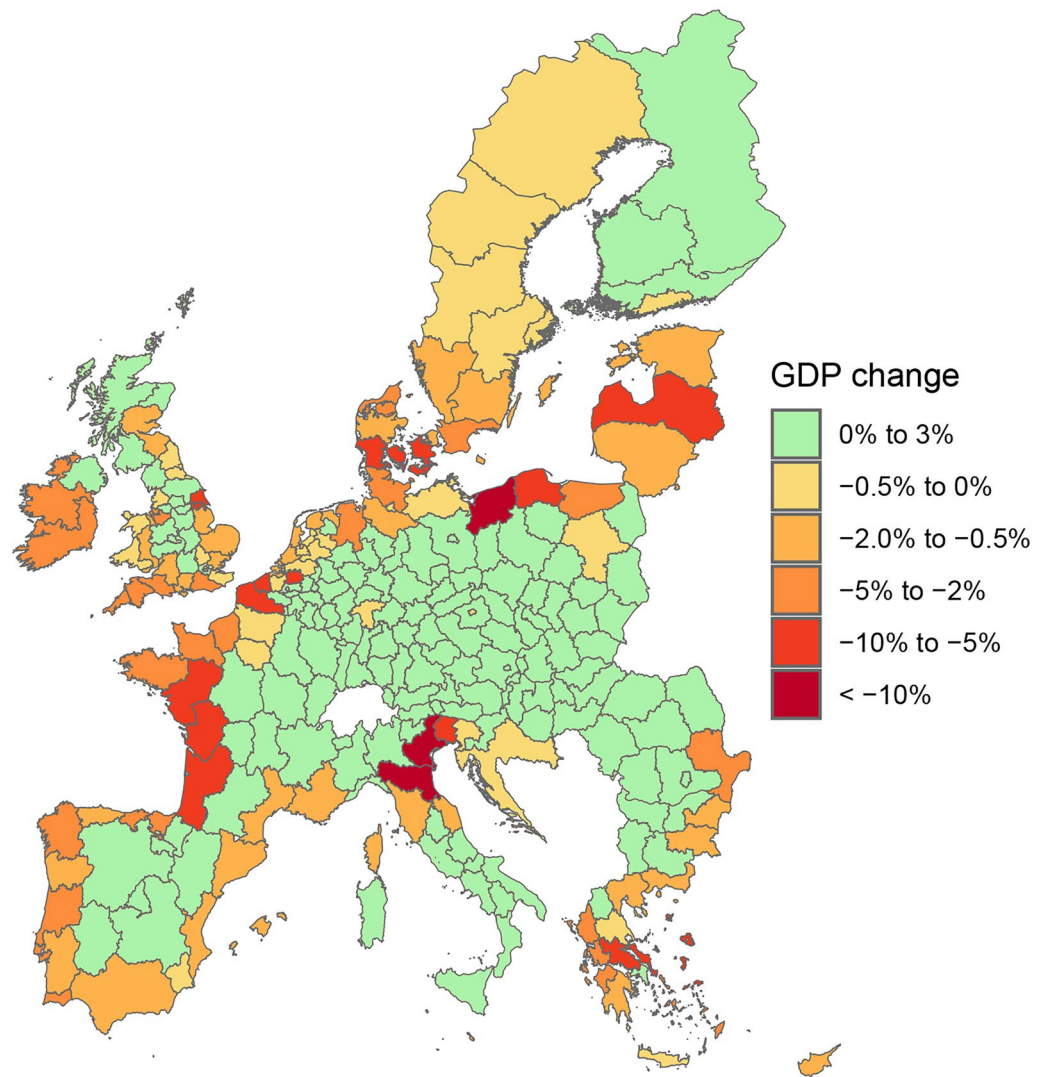 GDP change
0% to 3%
−0.5% to 0%
−2.0% to −0.5%
−5% to −2%
−10% to −5%
< −10%